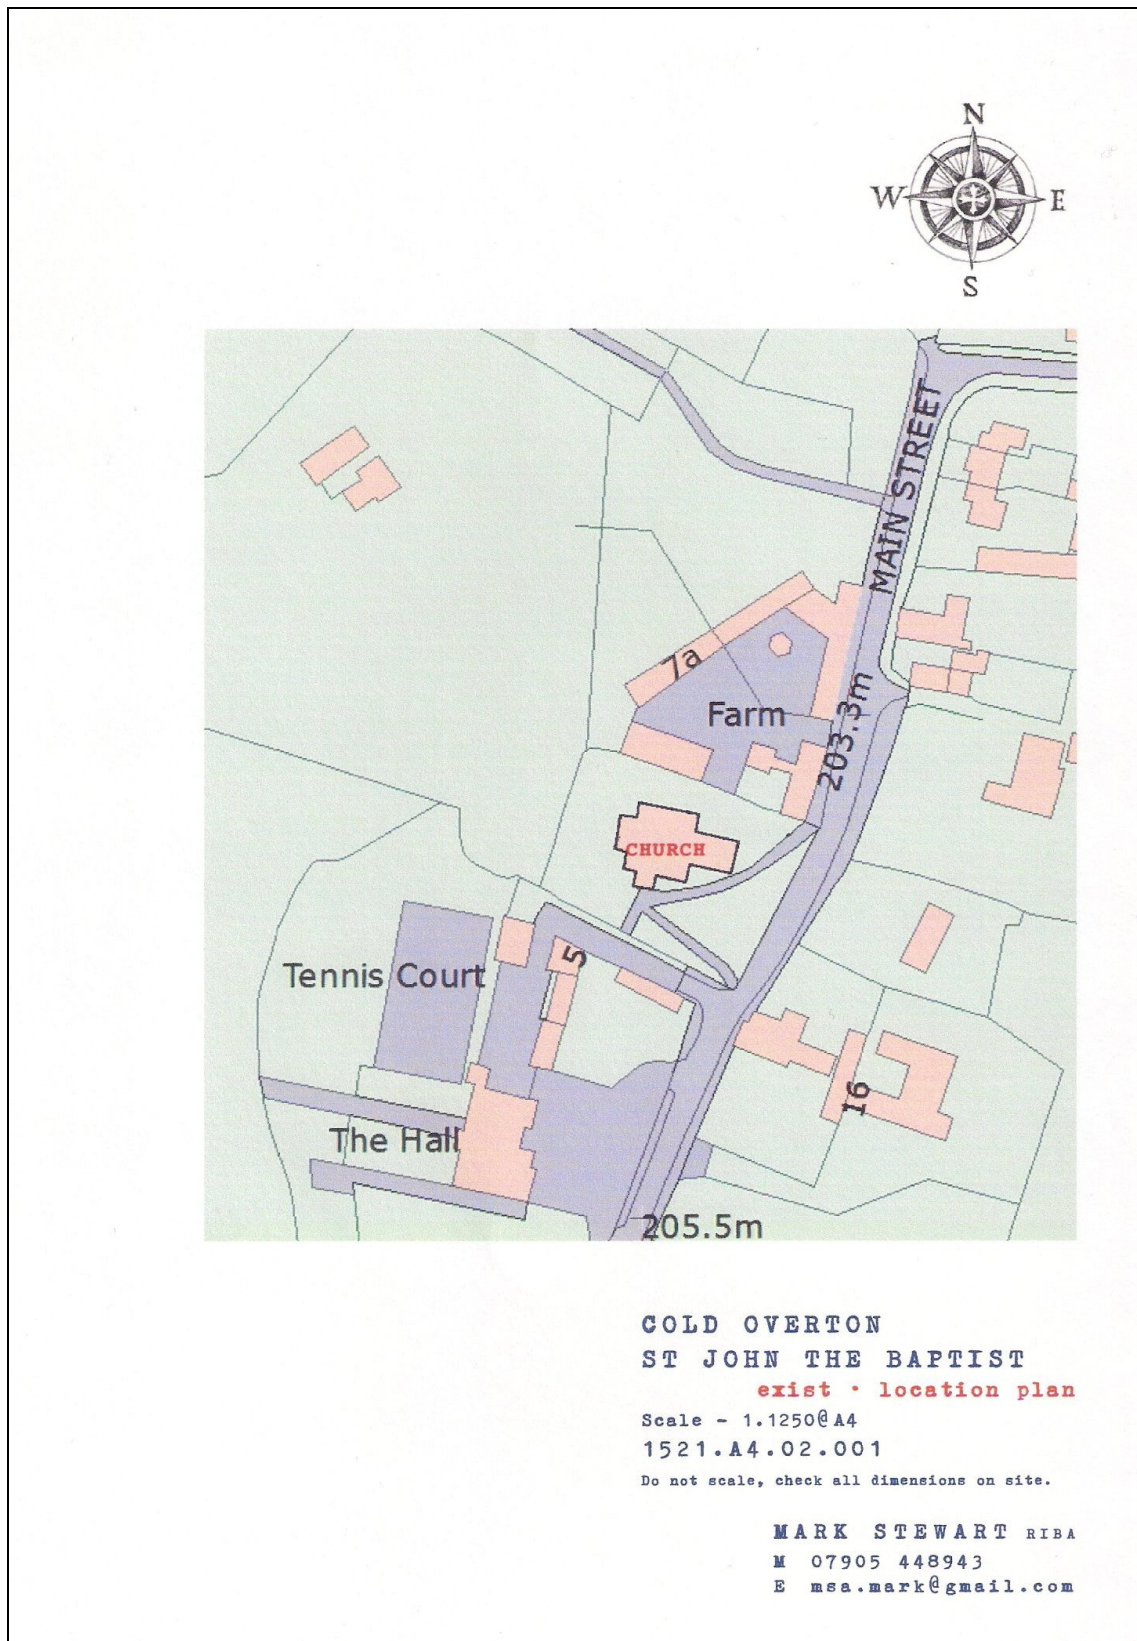 N
W E
S
MAIN STREET
7a
Farm
203.3m
CHURCH
5
Tennis Court
16
The Hall
205.5m
COLD OVERTON
ST JOHN THE BAPTIST
exist · location plan
Scale - 1.1250@A4
1521.A4.02.001
Do not scale, check all dimensions on site.
MARK STEWART RIBA
M 07905 448943
E msa.mark@gmail.com